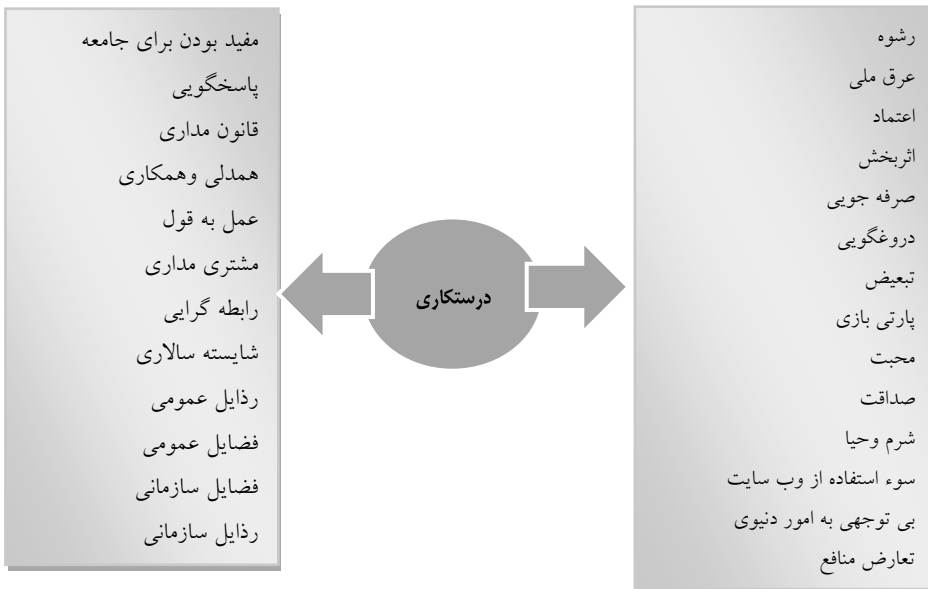 رشوه
عرق ملی
اعتماد
اثربخش
صرفه جویی
دروغگویی
تبعیض
پارتی بازی
محبت
صداقت
شرم وحیا
سوء استفاده از وب سایت
بی توجهی به امور دنیوی
تعارض منافع
درستکاری
مفید بودن برای جامعه
پاسخگویی
قانون مداری
همدلی وهمکاری
عمل به قول
مشتری مداری
رابطه گرایی
شایسته سالاری
رذایل عمومی
فضایل عمومی
فضایل سازمانی
رذایل سازمانی